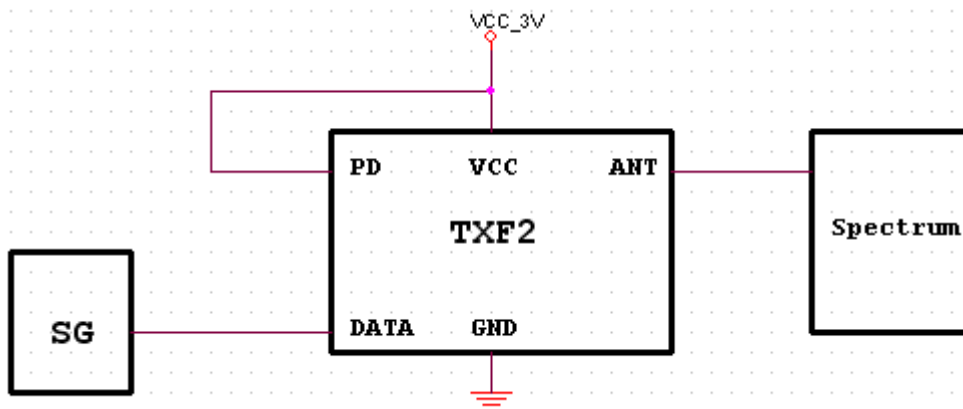 VCC_3V
PD VCC ANT
TXF2
Spectrum
SG
DATA GND